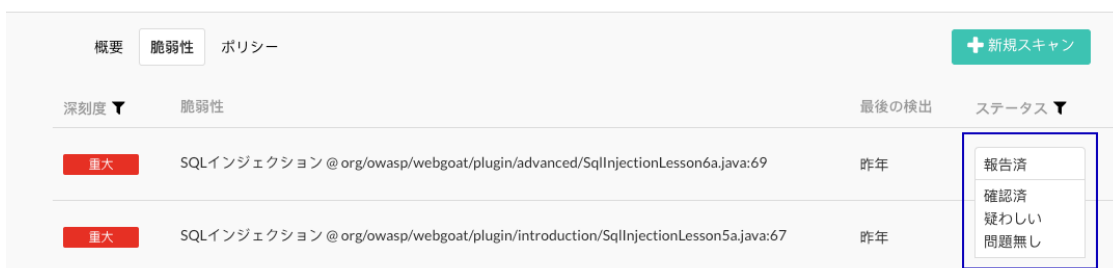 概要 脆弱性 ポリシー ✚新規スキャン
深刻度 脆弱性 最後の検出 ステータス
重大 SQLインジェクション @ org/owasp/webgoat/plugin/advanced/SqlInjectionLesson6a.java:69 昨年 報告済
確認済
疑わしい
重大 SQLインジェクション @ org/owasp/webgoat/plugin/introduction/SqlInjectionLesson5a.java:67 昨年 問題無し